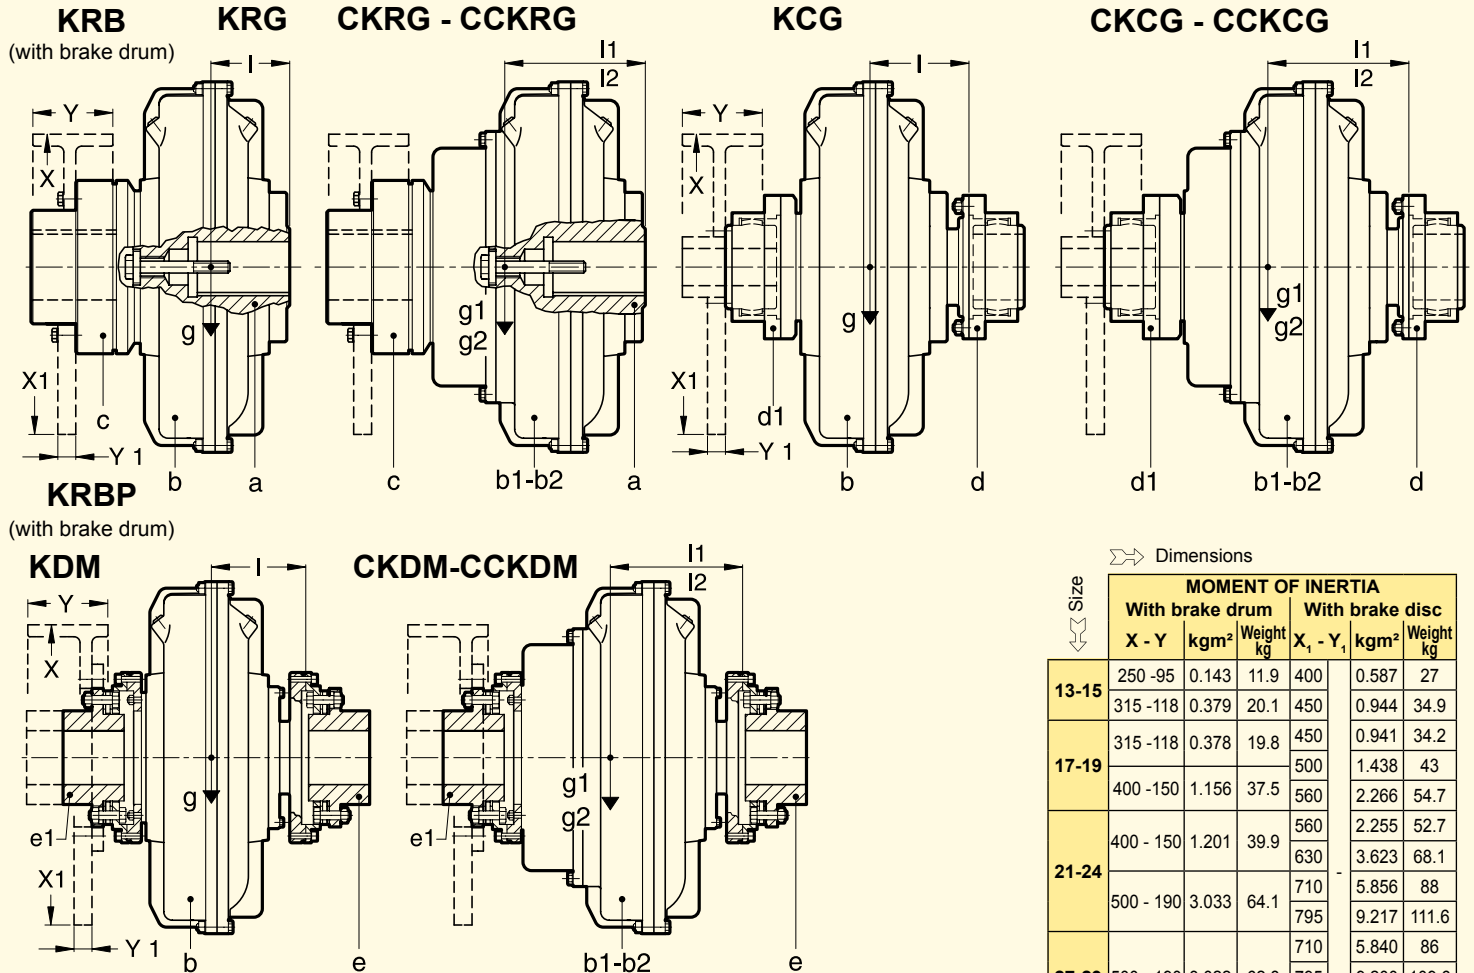 KRB
(with brake drum)
KRG
CKRG - CCKRG
KCG
CKCG - CCKCG
I
I1
I2
I
I1
I2
Y
Y
X
X
g
g1
g2
g
g1
g2
X1
X1
c
d1
Y 1
Y 1
b
a
c
b1-b2
a
b
d
d1
b1-b2
d
KRBP
(with brake drum)
KDM
CKDM-CCKDM
I
I1
I2
Y
X
g
g1
g2
e1
e1
X1
Y 1
b
e
b1-b2
e
Dimensions
Size
MOMENT OF INERTIA
With brake drum With brake disc
X - Y kgm² Weight kg X₁ - Y₁ kgm² Weight kg
13-15 250 -95 0.143 11.9 400 0.587 27
315 -118 0.379 20.1 450 0.944 34.9
17-19 315 -118 0.378 19.8 450 0.941 34.2
500 1.438 43
400 -150 1.156 37.5 560 2.266 54.7
21-24 400 - 150 1.201 39.9 560 2.255 52.7
630 3.623 68.1
-
500 - 190 3.033 64.1 710 5.856 88
795 9.217 111.6
710 5.840 86